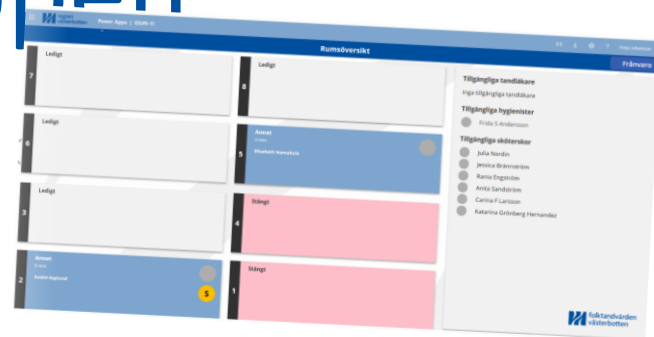 region
västerbotten
Power Apps
Rumsöversikt
Frånvaro
7
Ledigt
8
Ledigt
6
Ledigt
5
Annat
3
Ledigt
4
Stängt
2
Annat
S
1
Stängt
Tillgängliga tandläkare
Inga tillgängliga tandläkare
Tillgängliga hygienister
Frida S Andersson
Tillgängliga sköterskor
Julia Nordin
Jessica Brännström
Rania Engström
Anita Sandström
Carina F Larsson
Katarina Grönberg Hernandez
folktandvården
västerbotten